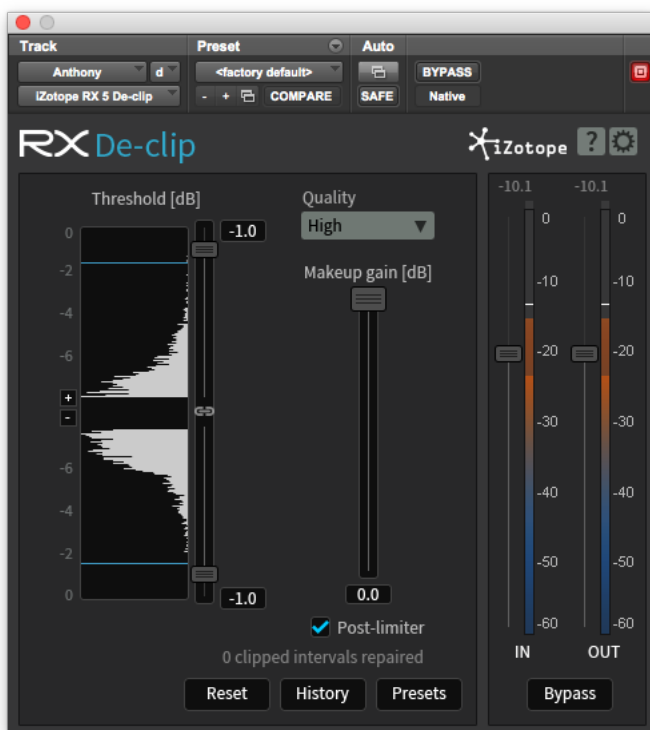 Track Preset Auto
Anthony d <factory default> BYPASS
iZotope RX 5 De-clip - + COMPARE SAFE Native
RX De-clip iZotope ?
-10.1 -10.1
Threshold [dB] Quality
High
Makeup gain [dB]
0 -1.0
-2
-4
-6
+
-
-6
-4
-2
0 -1.0
0.0
Post-limiter
0 clipped intervals repaired
Reset History Presets
0 0
-10 -10
-20 -20
-30 -30
-40 -40
-50 -50
-60 -60
IN OUT
Bypass